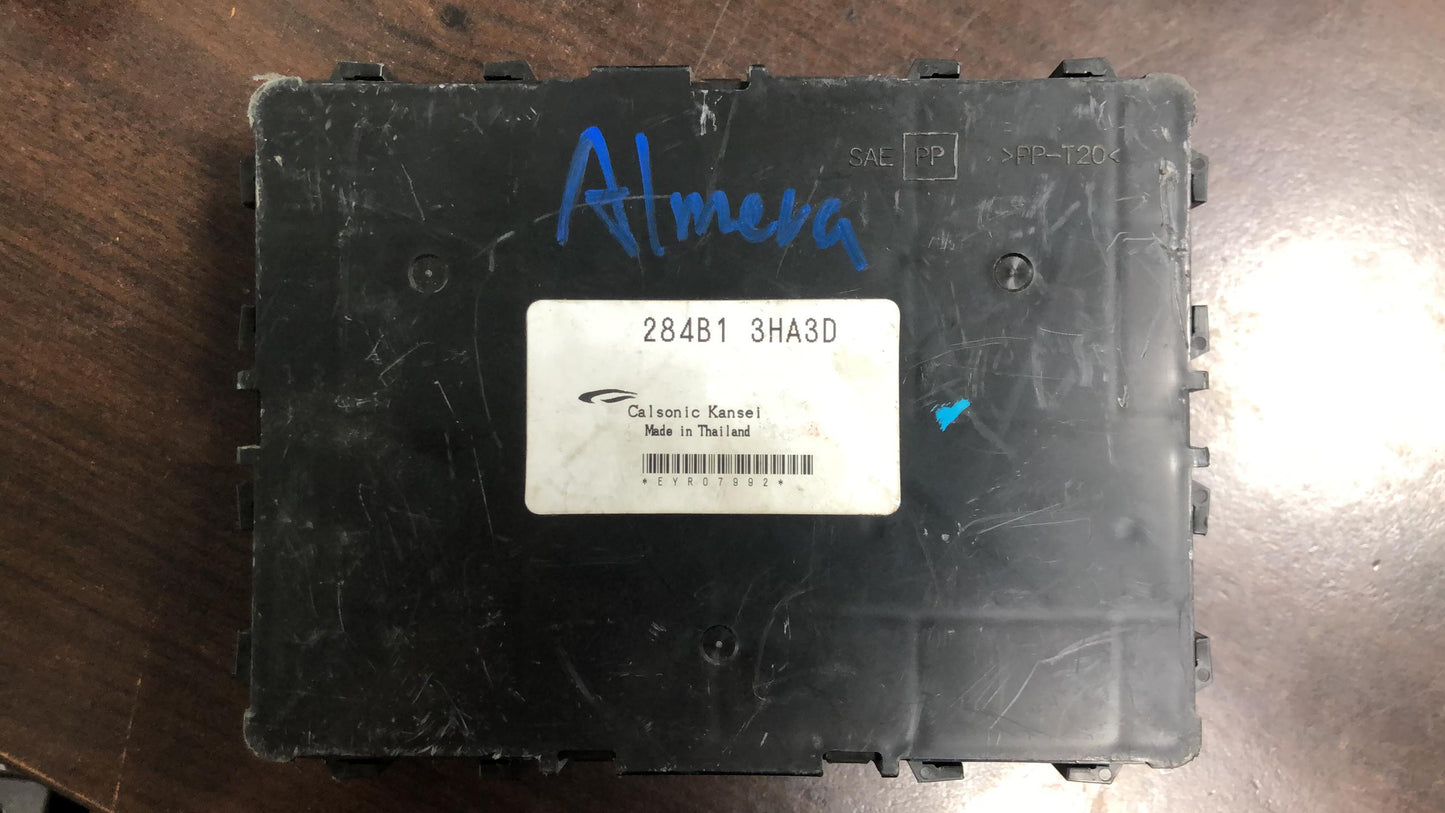 Almera
SAE PP >PP-T20<
284B1 3HA3D
Calsonic Kansei
Made in Thailand
*EYR07992*